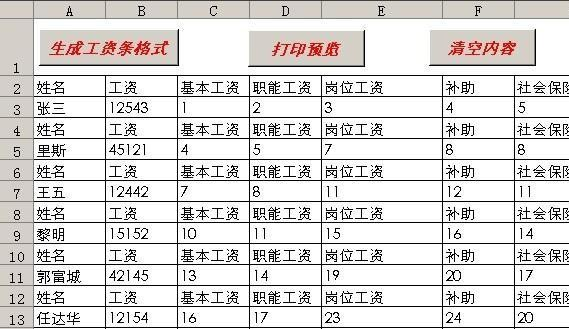 A B C D E F
生成工资条格式 打印预览 清空内容
1
2 姓名 工资 基本工资 职能工资 岗位工资 补助 社会保险
3 张三 12543 1 2 3 4 5
4 姓名 工资 基本工资 职能工资 岗位工资 补助 社会保险
5 里斯 45121 4 5 7 8 8
6 姓名 工资 基本工资 职能工资 岗位工资 补助 社会保险
7 王五 12442 7 8 11 12 11
8 姓名 工资 基本工资 职能工资 岗位工资 补助 社会保险
9 黎明 15152 10 11 15 16 14
10 姓名 工资 基本工资 职能工资 岗位工资 补助 社会保险
11 郭富城 42145 13 14 19 20 17
12 姓名 工资 基本工资 职能工资 岗位工资 补助 社会保险
13 任达华 12154 16 17 23 24 20